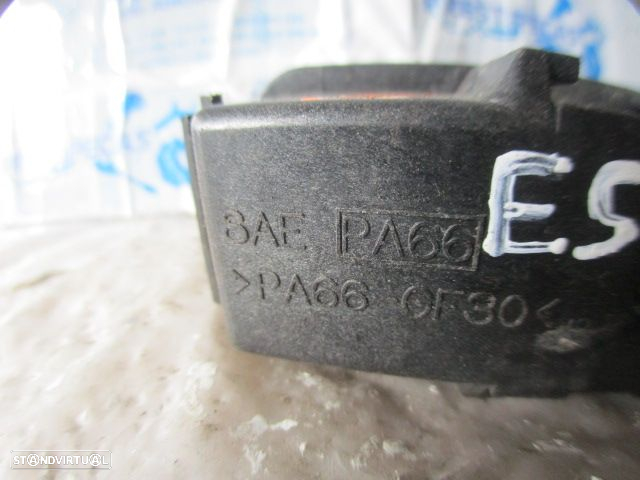 SAE PA66
>PA66 GF30<
ES
STANDVIRTUAL